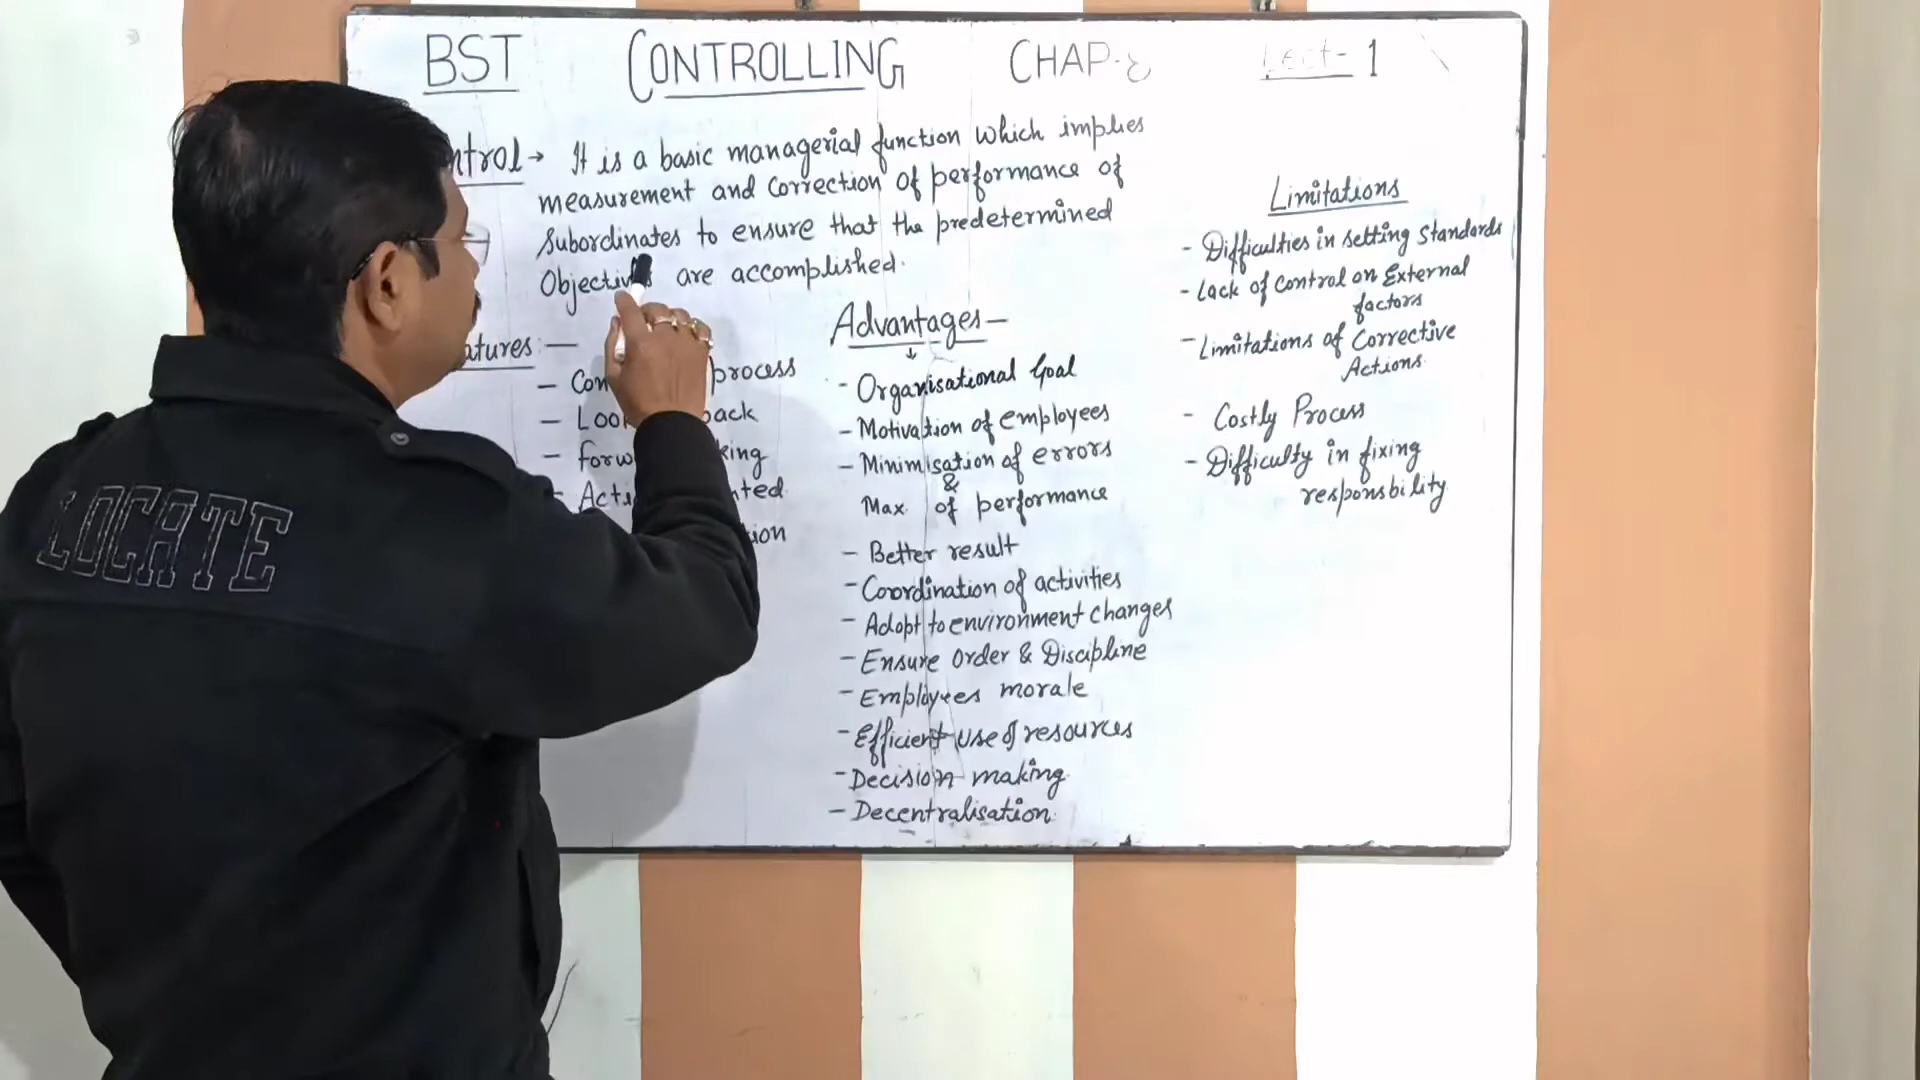 BST CONTROLLING CHAP-8 Lect-1
ntrol → It is a basic managerial function which implies
measurement and correction of performance of
subordinates to ensure that the predetermined
Objectives are accomplished.
atures —
- Con process
- Look back
- forw king
- Acti nted
ion
Advantages —
↓
- Organisational Goal
- Motivation of employees
- Minimisation of errors
&
Max. of performance
- Better result
- Coordination of activities
- Adopt to environment changes
- Ensure Order & Discipline
- Employees morale
- Efficient use of resources
- Decision making
- Decentralisation
Limitations
- Difficulties in setting Standards
- Lack of Control on External
factors
- Limitations of Corrective
Actions
- Costly Process
- Difficulty in fixing
responsbility
LOCATE